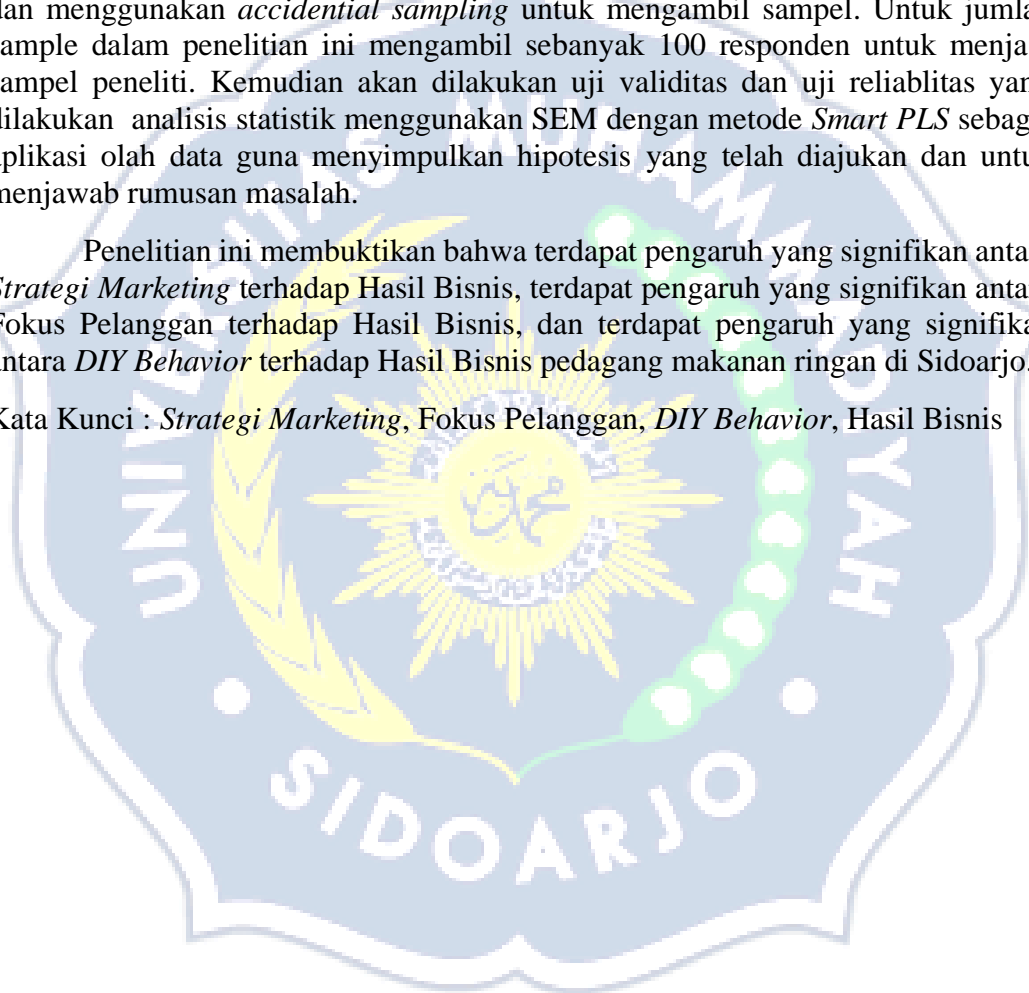 dan menggunakan accidential sampling untuk mengambil sampel. Untuk jumla
sample dalam penelitian ini mengambil sebanyak 100 responden untuk menja
sampel peneliti. Kemudian akan dilakukan uji validitas dan uji reliablitas yan
dilakukan analisis statistik menggunakan SEM dengan metode Smart PLS sebag
aplikasi olah data guna menyimpulkan hipotesis yang telah diajukan dan untu
menjawab rumusan masalah.
Penelitian ini membuktikan bahwa terdapat pengaruh yang signifikan anta
Strategi Marketing terhadap Hasil Bisnis, terdapat pengaruh yang signifikan antar
Fokus Pelanggan terhadap Hasil Bisnis, dan terdapat pengaruh yang signifika
antara DIY Behavior terhadap Hasil Bisnis pedagang makanan ringan di Sidoarjo.
Kata Kunci : Strategi Marketing, Fokus Pelanggan, DIY Behavior, Hasil Bisnis
UNIVERSITAS MUHAMMADIYAH
SIDOARJO